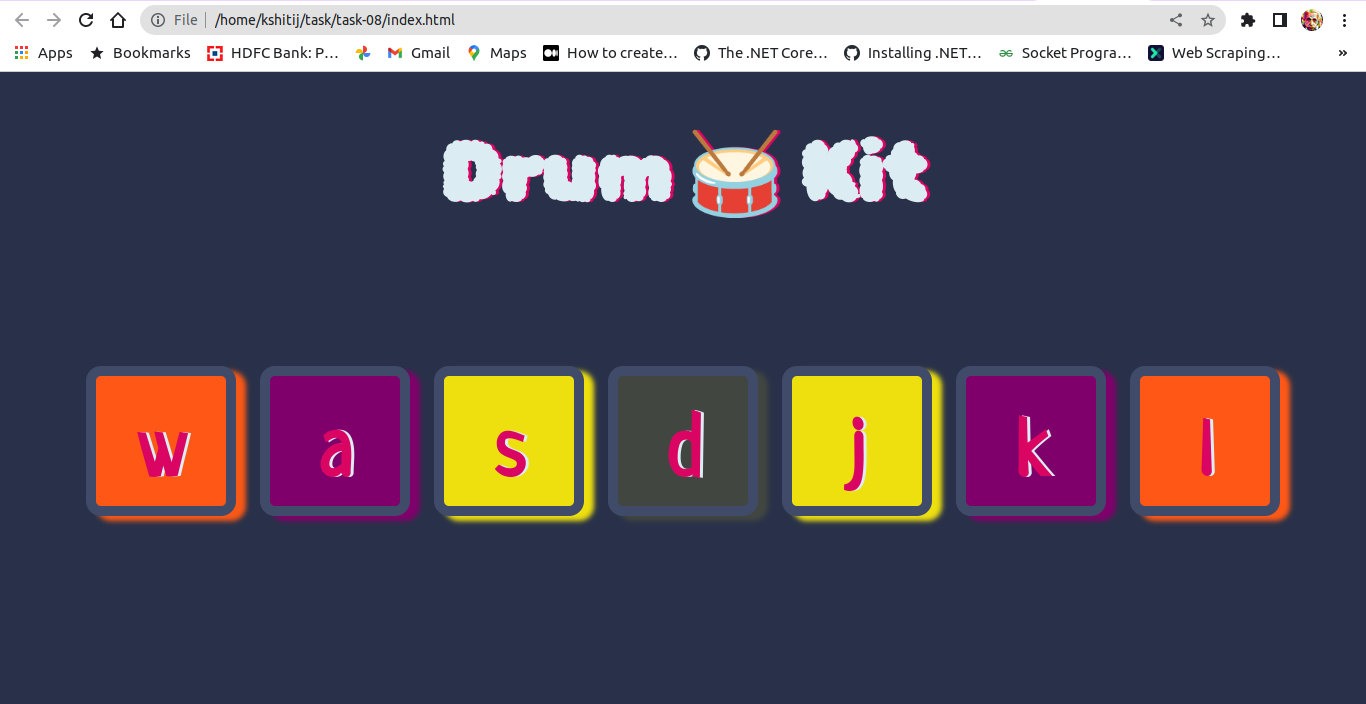 File /home/kshitij/task/task-08/index.html
Apps Bookmarks HDFC Bank: P… Gmail Maps How to create… The .NET Core… Installing .NET… Socket Progra… Web Scraping… »
Drum 🥁 Kit
w a s d j k l